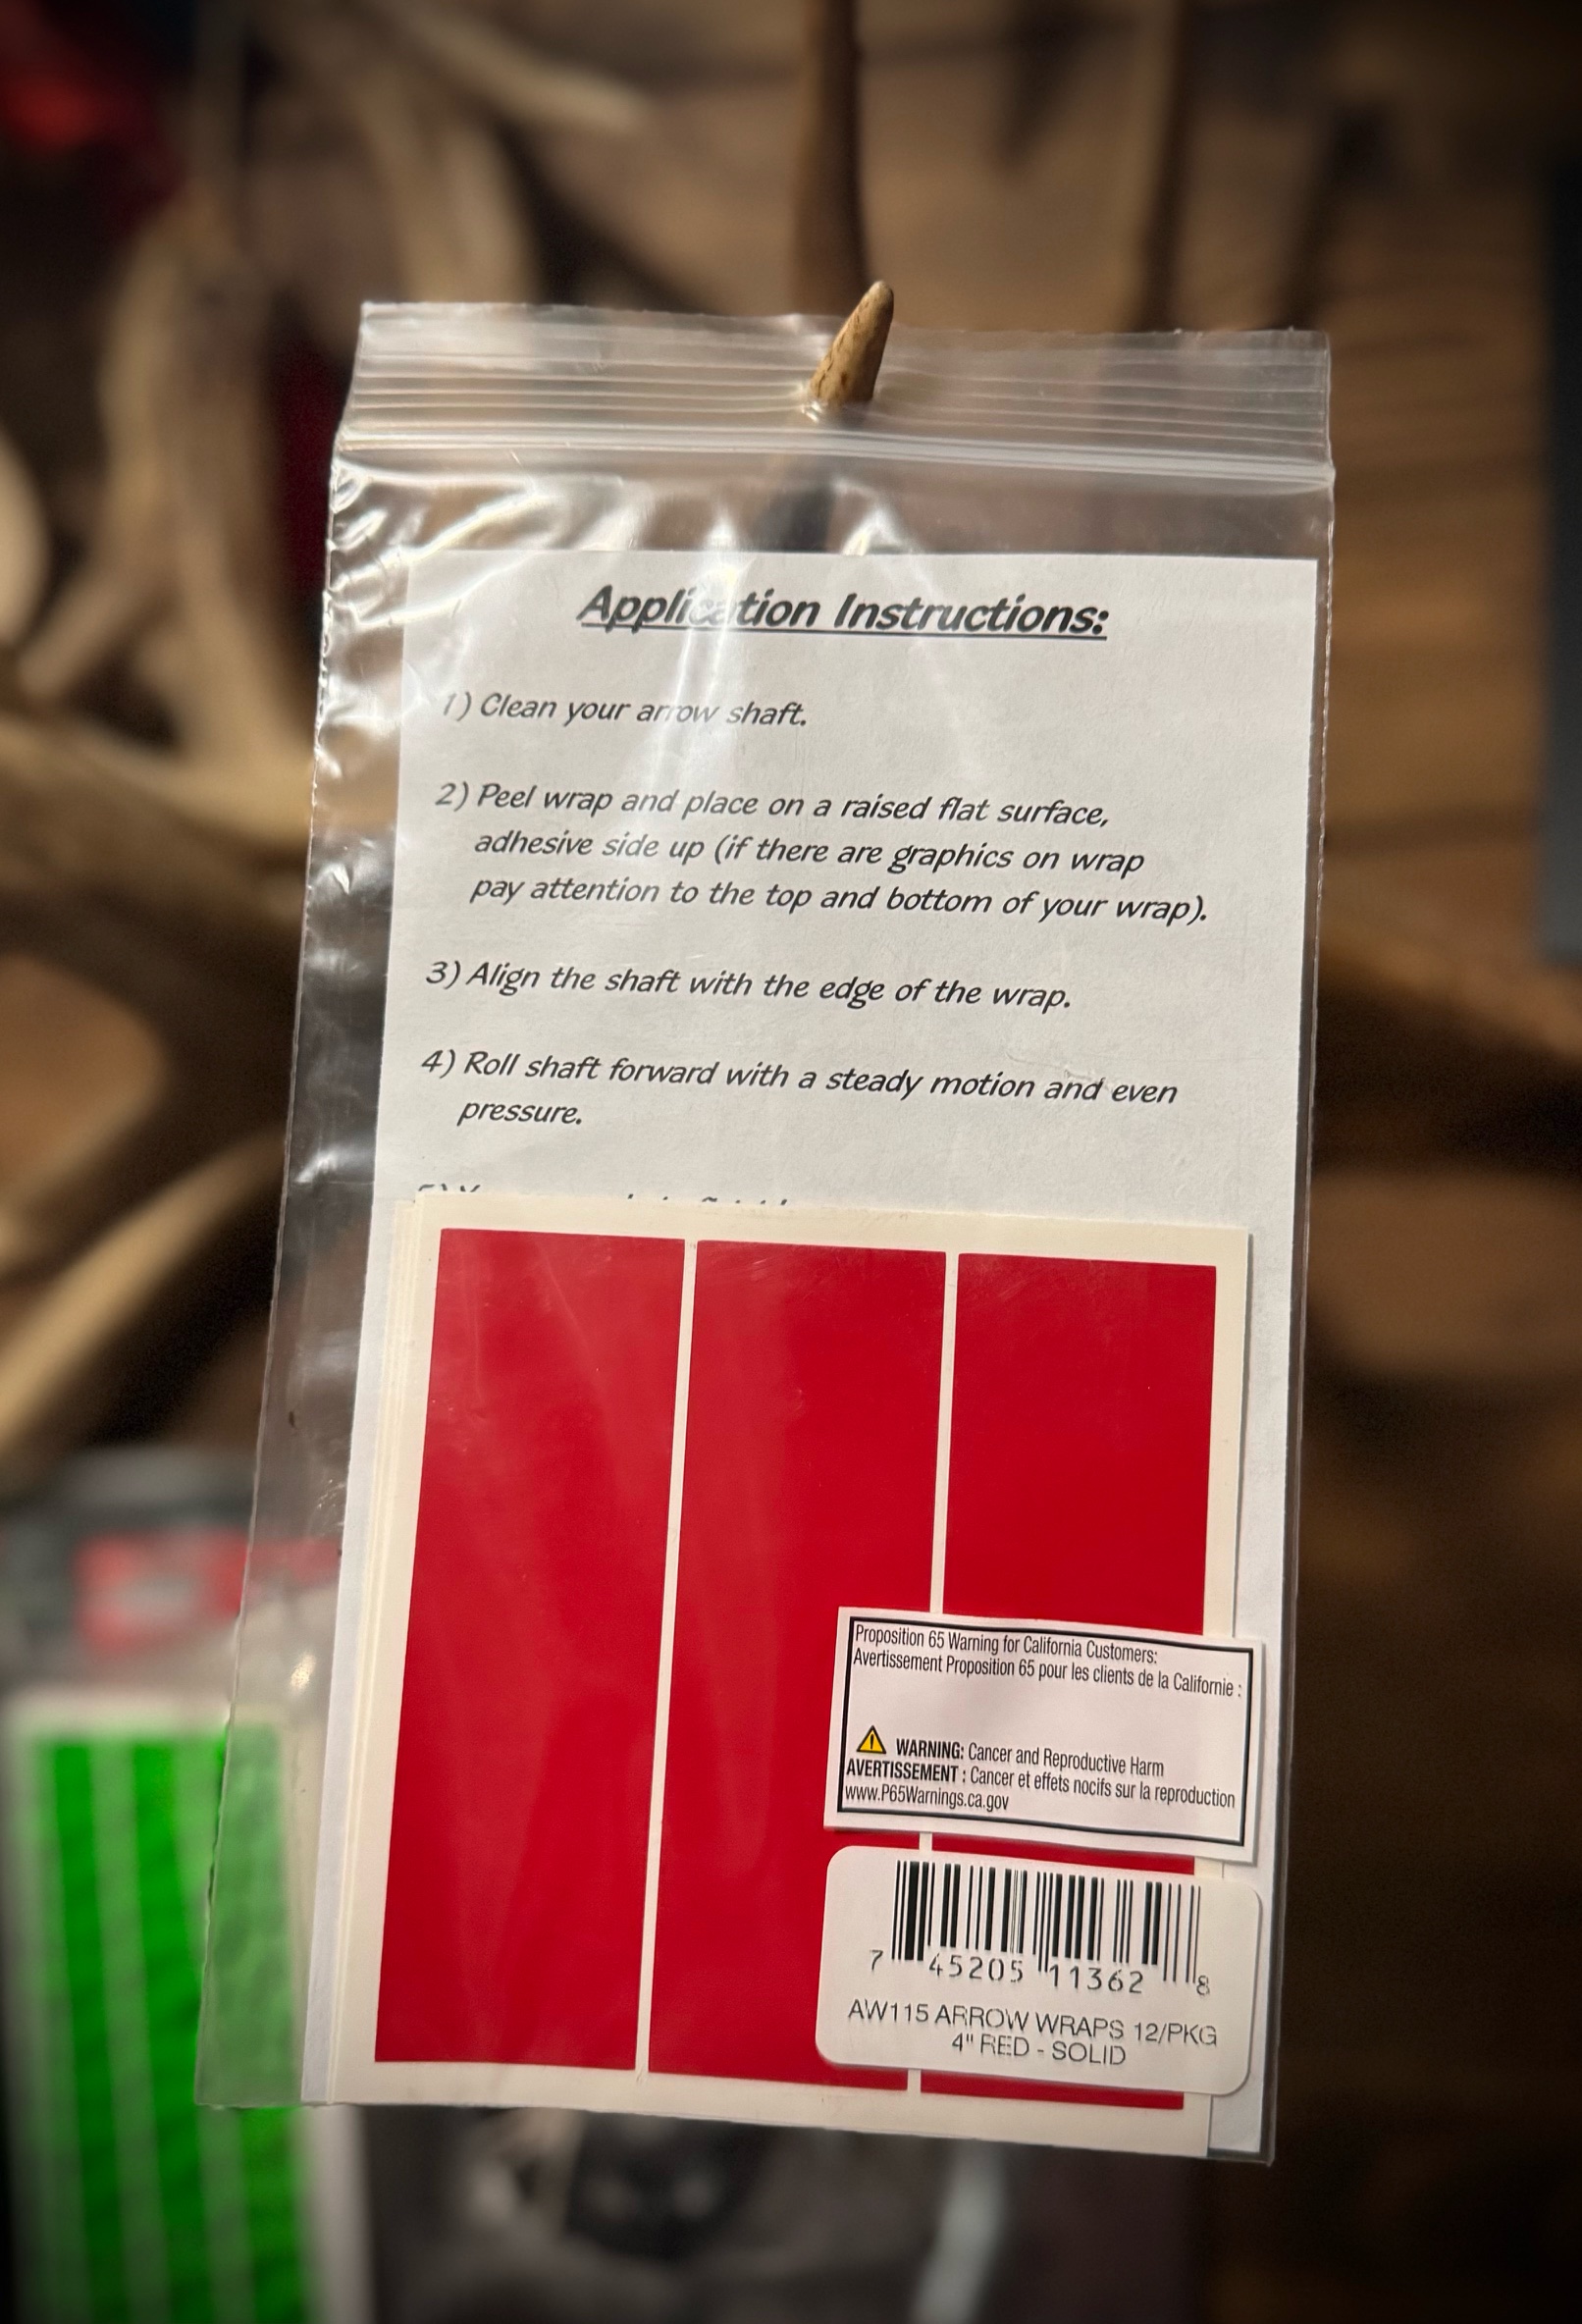 Application Instructions:
1) Clean your arrow shaft.
2) Peel wrap and place on a raised flat surface,
adhesive side up (if there are graphics on wrap
pay attention to the top and bottom of your wrap).
3) Align the shaft with the edge of the wrap.
4) Roll shaft forward with a steady motion and even
pressure.
Proposition 65 Warning for California Customers:
Avertissement Proposition 65 pour les clients de la Californie :
WARNING: Cancer and Reproductive Harm
AVERTISSEMENT : Cancer et effets nocifs sur la reproduction
www.P65Warnings.ca.gov
7 45205 11362 8
AW115 ARROW WRAPS 12/PKG
4" RED - SOLID